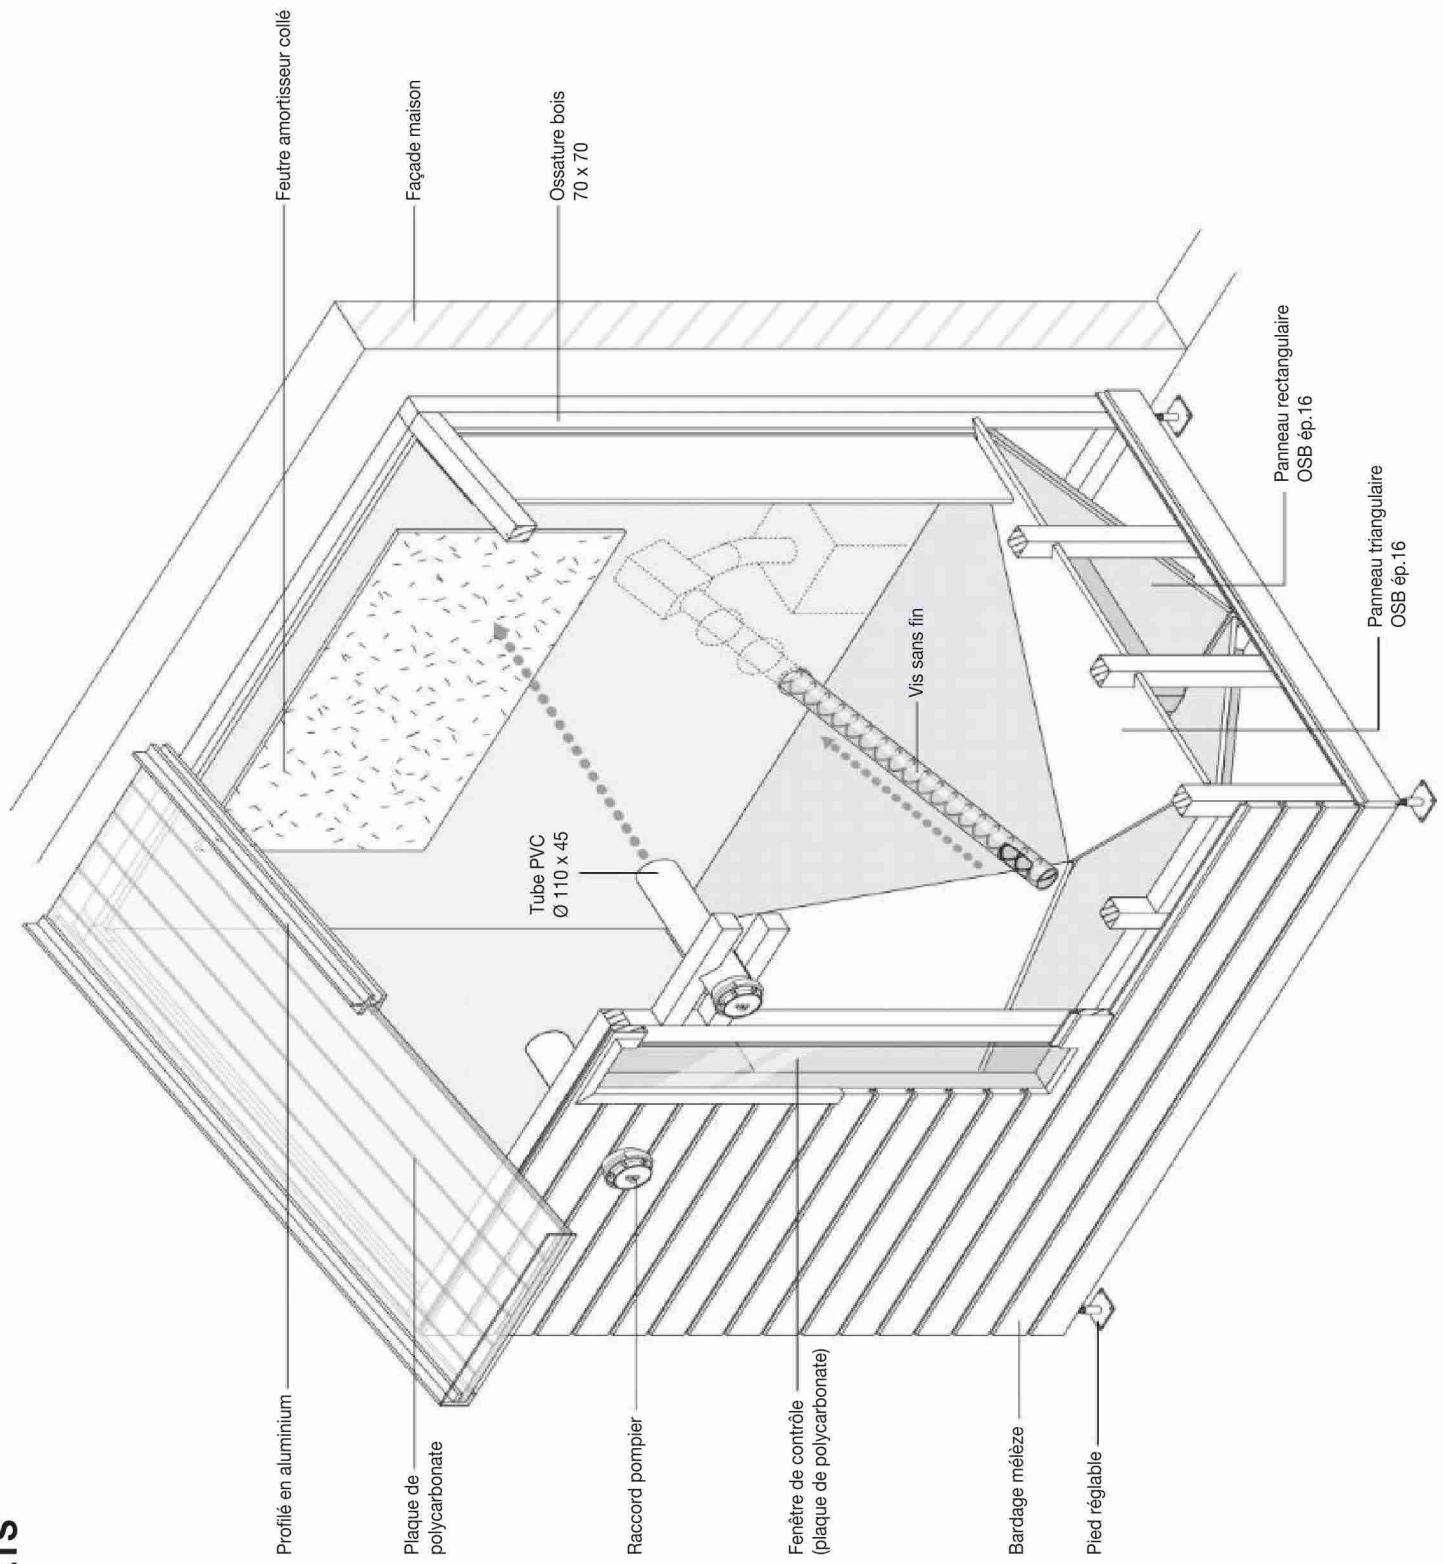 Feutre amortisseur collé
Façade maison
Ossature bois
70 x 70
Panneau rectangulaire
OSB ép.16
Panneau triangulaire
OSB ép.16
Vis sans fin
Tube PVC
Ø 110 x 45
Profilé en aluminium
Plaque de
polycarbonate
Raccord pompier
Fenêtre de contrôle
(plaque de polycarbonate)
Bardage mélèze
Pied réglable